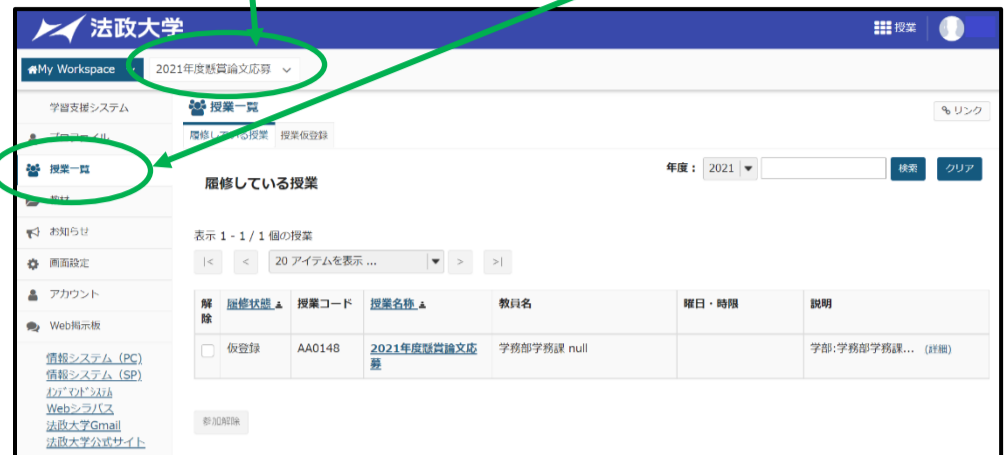 法政大学
授業
My Workspace
2021年度懸賞論文応募
学習支援システム
プロファイル
授業一覧
教材
お知らせ
画面設定
アカウント
Web掲示板
情報システム（PC）
情報システム（SP）
ｵﾝﾃﾞﾏﾝﾄﾞｼｽﾃﾑ
Webシラバス
法政大学Gmail
法政大学公式サイト
授業一覧
リンク
履修している授業 授業仮登録
履修している授業
年度： 2021 検索 クリア
表示 1 - 1 / 1 個の授業
|< < 20 アイテムを表示 ... > >|
解除 履修状態 授業コード 授業名称 教員名 曜日・時限 説明
仮登録 AA0148 2021年度懸賞論文応募 学務部学務課 null 学部:学務部学務課... (詳細)
参加解除